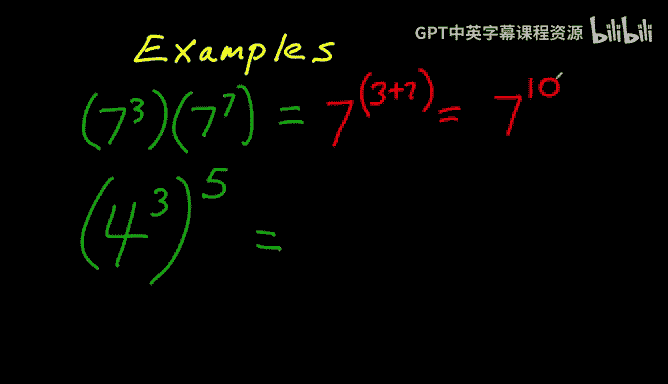 GPT中英字幕课程资源 bilibili
Examples
(7³)(7⁷) = 7⁽³⁺⁷⁾ = 7¹⁰
(4³)⁵ =